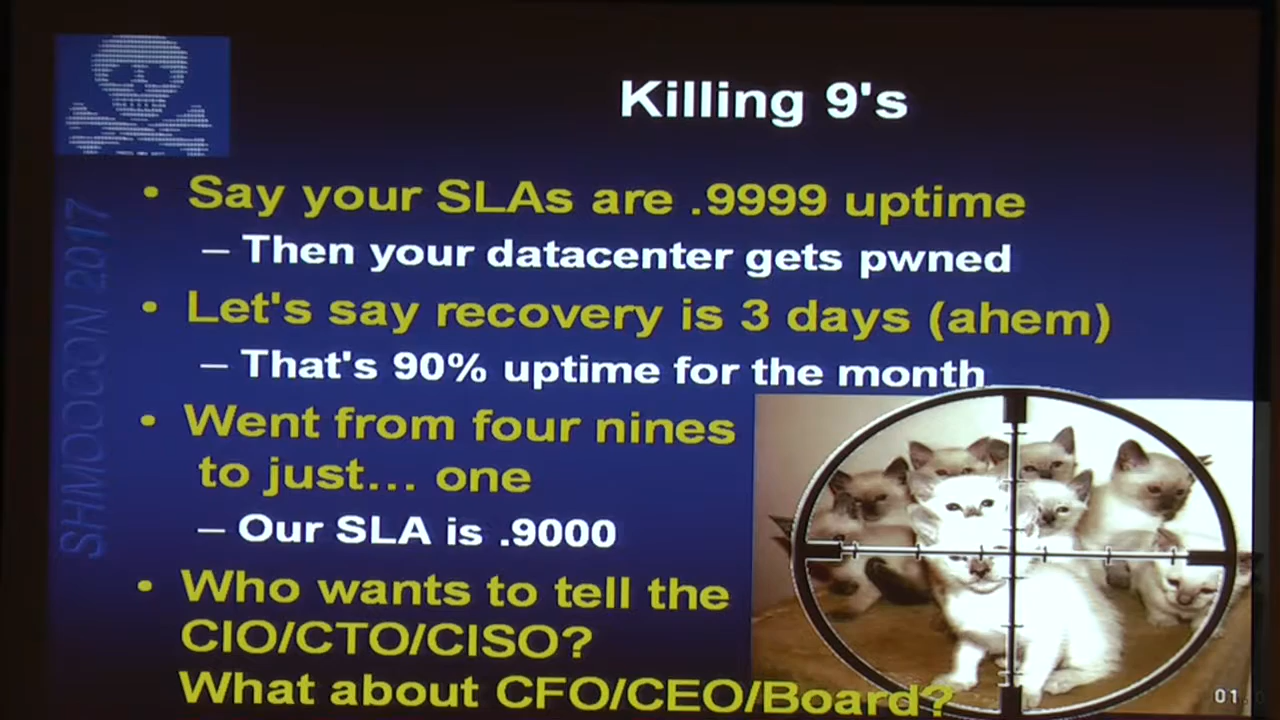 Killing 9's
• Say your SLAs are .9999 uptime
– Then your datacenter gets pwned
• Let's say recovery is 3 days (ahem)
– That's 90% uptime for the month
• Went from four nines
to just... one
– Our SLA is .9000
• Who wants to tell the
CIO/CTO/CISO?
What about CFO/CEO/Board?
SHMOOCON 2017
01.